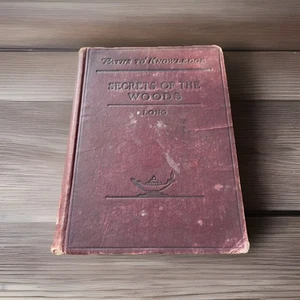 PATHS TO KNOWLEDGE
SECRETS OF THE
WOODS
LONG